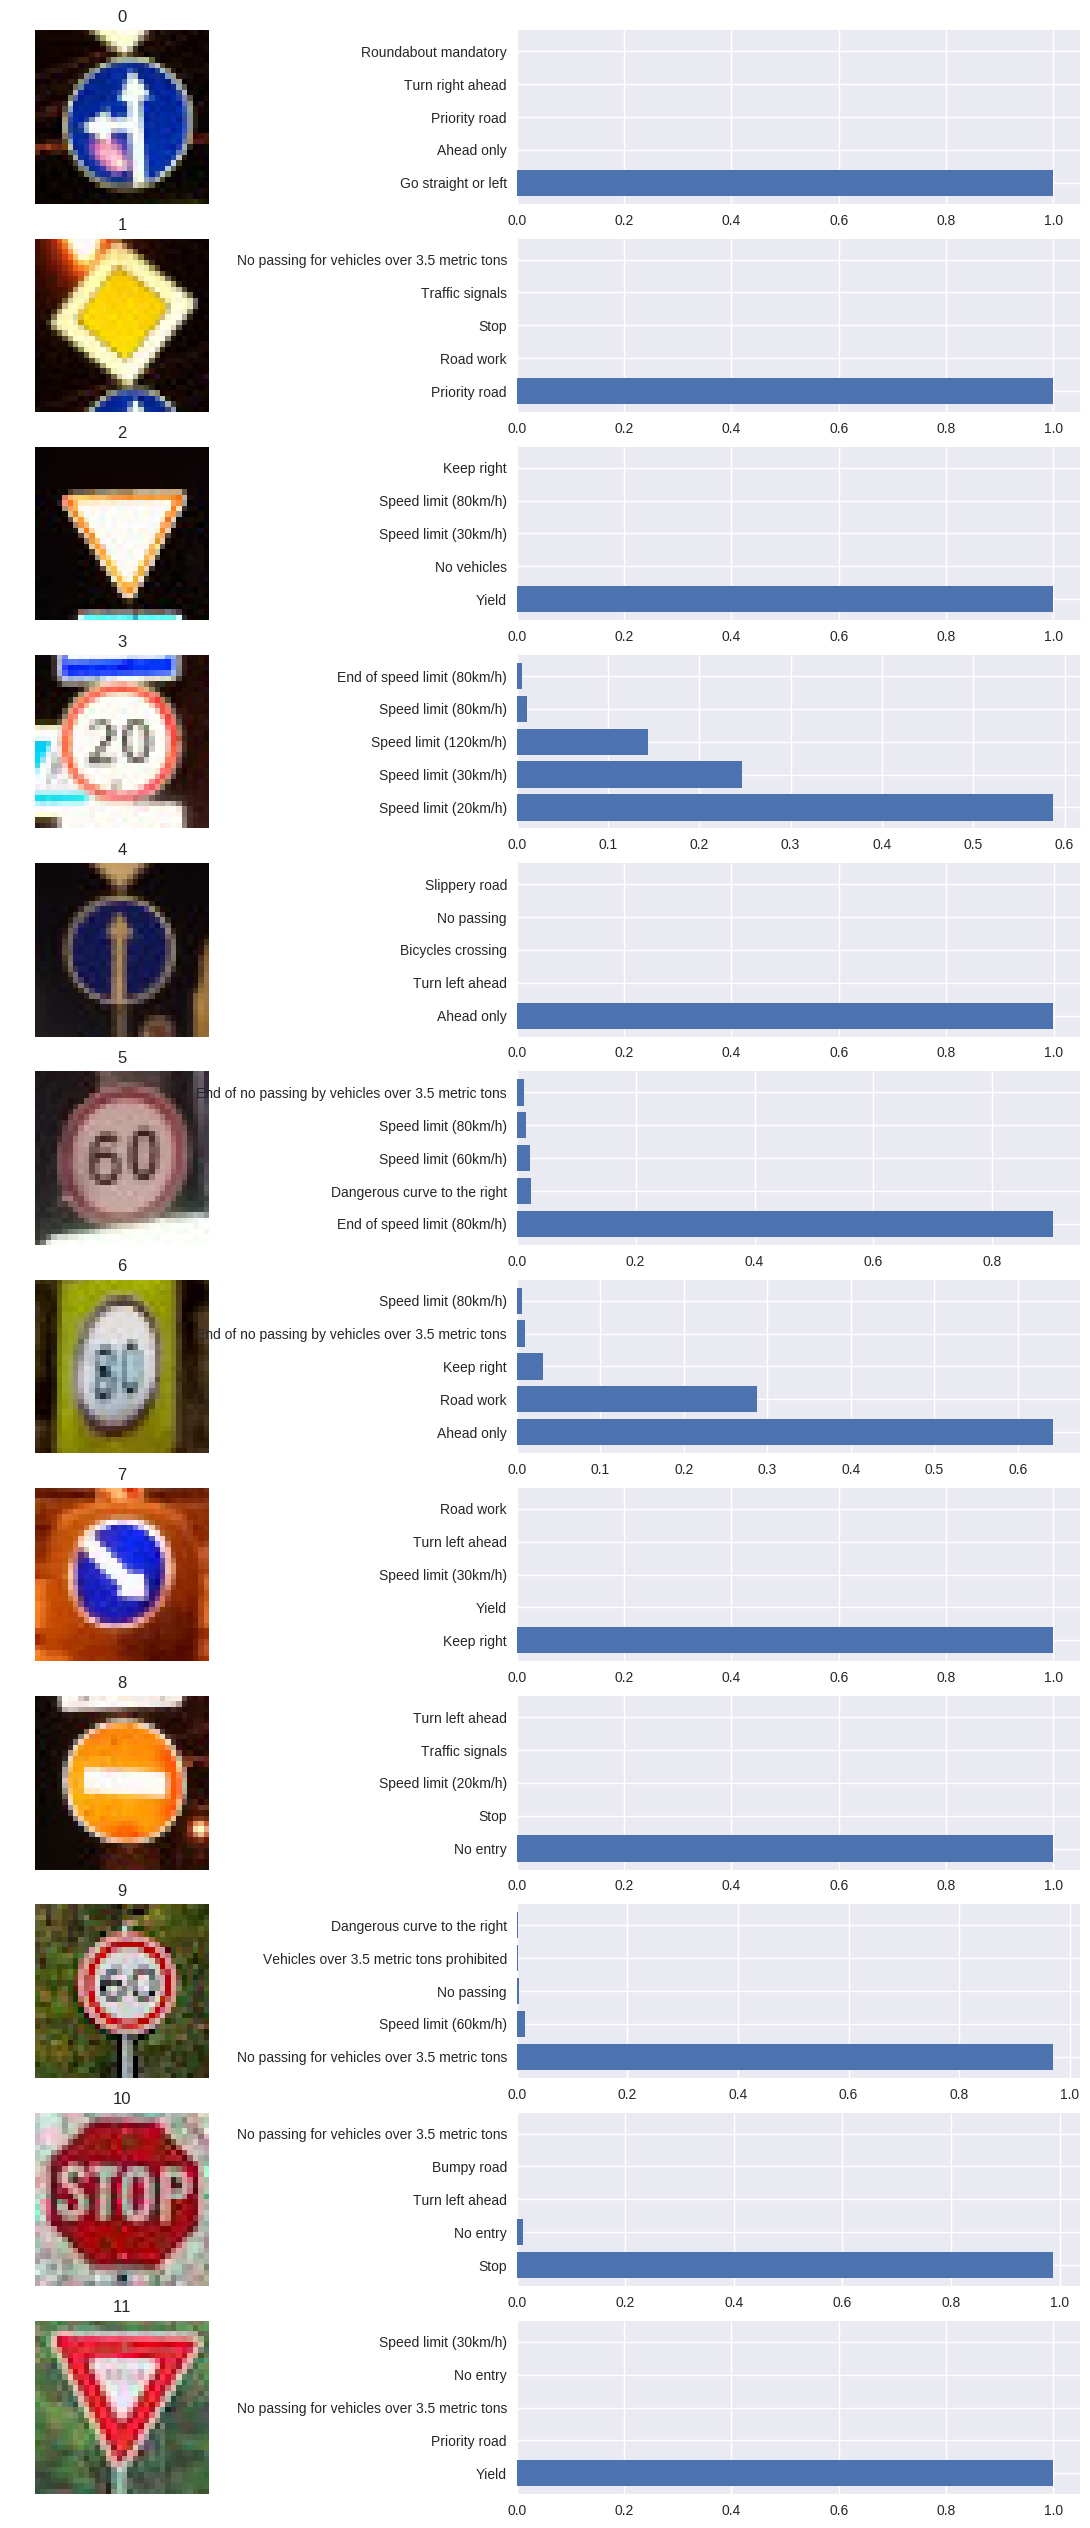 0
Roundabout mandatory
Turn right ahead
Priority road
Ahead only
Go straight or left
0.0 0.2 0.4 0.6 0.8 1.0
1
No passing for vehicles over 3.5 metric tons
Traffic signals
Stop
Road work
Priority road
0.0 0.2 0.4 0.6 0.8 1.0
2
Keep right
Speed limit (80km/h)
Speed limit (30km/h)
No vehicles
Yield
0.0 0.2 0.4 0.6 0.8 1.0
3
20
End of speed limit (80km/h)
Speed limit (80km/h)
Speed limit (120km/h)
Speed limit (30km/h)
Speed limit (20km/h)
0.0 0.1 0.2 0.3 0.4 0.5 0.6
4
Slippery road
No passing
Bicycles crossing
Turn left ahead
Ahead only
0.0 0.2 0.4 0.6 0.8 1.0
5
60
End of no passing by vehicles over 3.5 metric tons
Speed limit (80km/h)
Speed limit (60km/h)
Dangerous curve to the right
End of speed limit (80km/h)
0.0 0.2 0.4 0.6 0.8
6
Speed limit (80km/h)
End of no passing by vehicles over 3.5 metric tons
Keep right
Road work
Ahead only
0.0 0.1 0.2 0.3 0.4 0.5 0.6
7
Road work
Turn left ahead
Speed limit (30km/h)
Yield
Keep right
0.0 0.2 0.4 0.6 0.8 1.0
8
Turn left ahead
Traffic signals
Speed limit (20km/h)
Stop
No entry
0.0 0.2 0.4 0.6 0.8 1.0
9
60
Dangerous curve to the right
Vehicles over 3.5 metric tons prohibited
No passing
Speed limit (60km/h)
No passing for vehicles over 3.5 metric tons
0.0 0.2 0.4 0.6 0.8 1.0
10
STOP
No passing for vehicles over 3.5 metric tons
Bumpy road
Turn left ahead
No entry
Stop
0.0 0.2 0.4 0.6 0.8 1.0
11
Speed limit (30km/h)
No entry
No passing for vehicles over 3.5 metric tons
Priority road
Yield
0.0 0.2 0.4 0.6 0.8 1.0